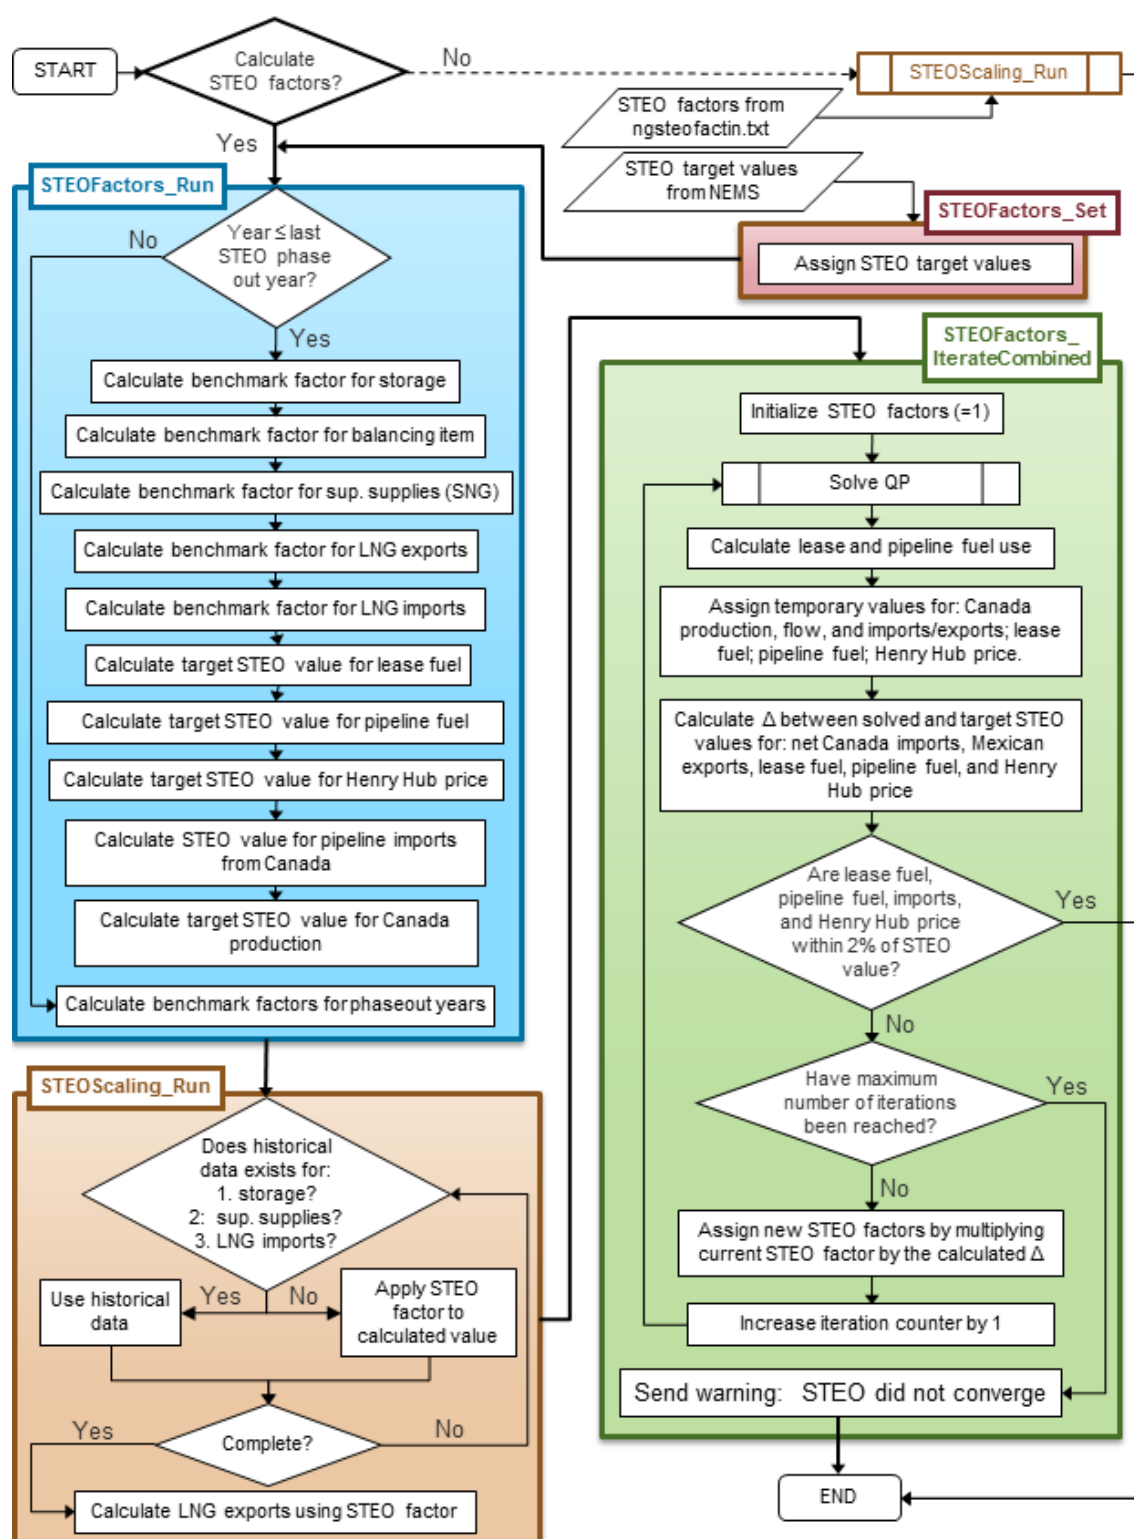 START
Calculate
STEO factors?
No
STEOScaling_Run
STEO factors from
ngsteofactin.txt
Yes
STEO target values
from NEMS
STEOFactors_Set
Assign STEO target values
STEOFactors_Run
No
Year ≤ last
STEO phase
out year?
Yes
Calculate benchmark factor for storage
Calculate benchmark factor for balancing item
Calculate benchmark factor for sup. supplies (SNG)
Calculate benchmark factor for LNG exports
Calculate benchmark factor for LNG imports
Calculate target STEO value for lease fuel
Calculate target STEO value for pipeline fuel
Calculate target STEO value for Henry Hub price
Calculate STEO value for pipeline imports
from Canada
Calculate target STEO value for Canada
production
Calculate benchmark factors for phaseout years
STEOScaling_Run
Does historical
data exists for:
1. storage?
2: sup. supplies?
3. LNG imports?
Yes
No
Use historical
data
Apply STEO
factor to
calculated value
Yes
Complete?
No
Calculate LNG exports using STEO factor
STEOFactors_
IterateCombined
Initialize STEO factors (=1)
Solve QP
Calculate lease and pipeline fuel use
Assign temporary values for: Canada
production, flow, and imports/exports; lease
fuel; pipeline fuel; Henry Hub price.
Calculate Δ between solved and target STEO
values for: net Canada imports, Mexican
exports, lease fuel, pipeline fuel, and Henry
Hub price
Are lease fuel,
pipeline fuel, imports,
and Henry Hub price
within 2% of STEO
value?
Yes
No
Have maximum
number of iterations
been reached?
Yes
No
Assign new STEO factors by multiplying
current STEO factor by the calculated Δ
Increase iteration counter by 1
Send warning: STEO did not converge
END